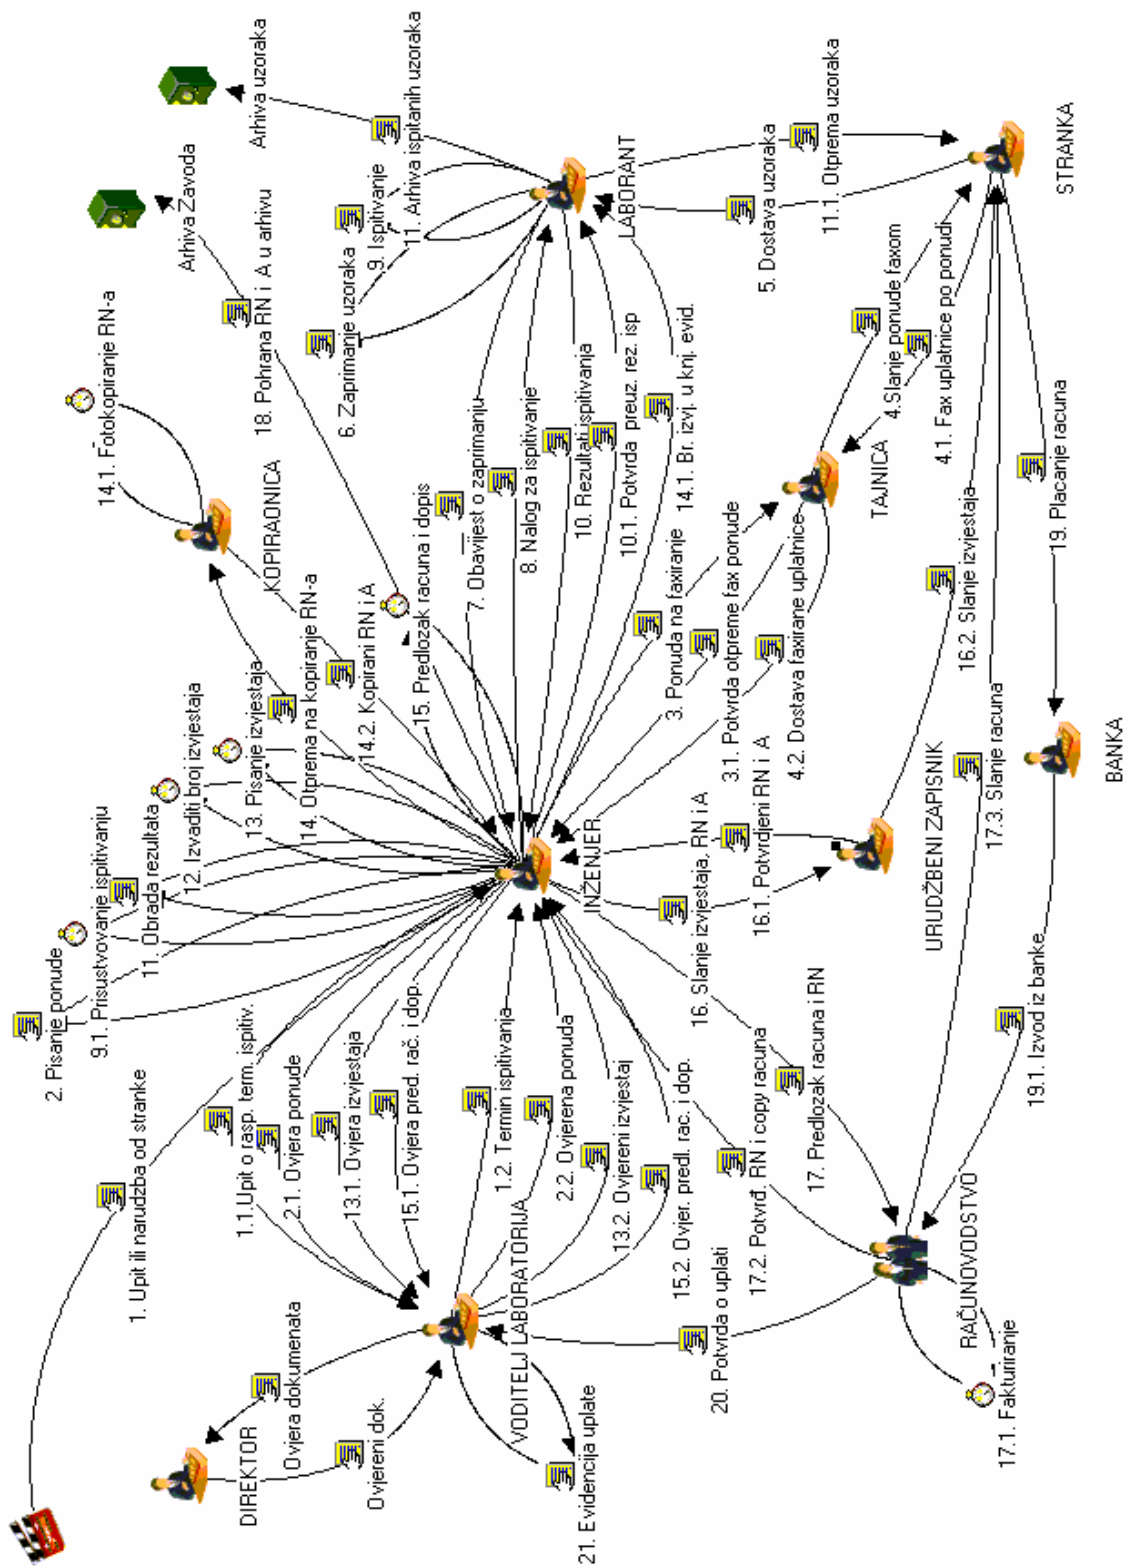 1. Upit ili narudzba od stranke
DIREKTOR
Ovjera dokumenata
Ovjereni dok.
VODITELJ LABORATORIJA
21. Evidencija uplate
20. Potvrda o uplati
1.1.Upit o rasp. term. ispitiv.
2.1. Ovjera ponude
13.1. Ovjera izvjestaja
15.1. Ovjera pred. rač. i dop.
1.2. Termin ispitivanja
2.2. Ovjerena ponuda
13.2. Ovjereni izvjestaj
15.2. Ovjer. predl. rac. i dop.
17.2. Potvrđ. RN i copy racuna
17. Predlozak racuna i RN
RAČUNOVODSTVO
17.1. Fakturiranje
19.1. Izvod iz banke
2. Pisanje ponude
9.1. Prisustvovanje ispitivanju
11. Obrada rezultata
12. Izvaditi broj izvjestaja
13. Pisanje izvjestaja
14. Otprema na kopiranje RN-a
14.2. Kopirani RN i A
15. Predlozak racuna i dopis
INŽENJER
16. Slanje izvjestaja, RN i A
16.1. Potvrdjeni RN i A
URUDŽBENI ZAPISNIK
17.3. Slanje racuna
16.2. Slanje izvjestaja
BANKA
19. Placanje racuna
KOPIRAONICA
14.1. Fotokopiranje RN-a
18. Pohrana RN i A u arhivu
Arhiva Zavoda
Arhiva uzoraka
7. Obavijest o zaprimanju
8. Nalog za ispitivanje
10. Rezultati ispitivanja
10.1. Potvrda preuz. rez. isp
14.1. Br. izvj. u knj. evid.
3. Ponuda na faxiranje
3.1. Potvrda otpreme fax ponude
4.2. Dostava faxirane uplatnice
TAJNICA
4.Slanje ponude faxom
4.1. Fax uplatnice po ponudi
6. Zaprimanje uzoraka
9. Ispitivanje
11. Arhiva ispitanih uzoraka
LABORANT
5. Dostava uzoraka
11.1. Otprema uzoraka
STRANKA